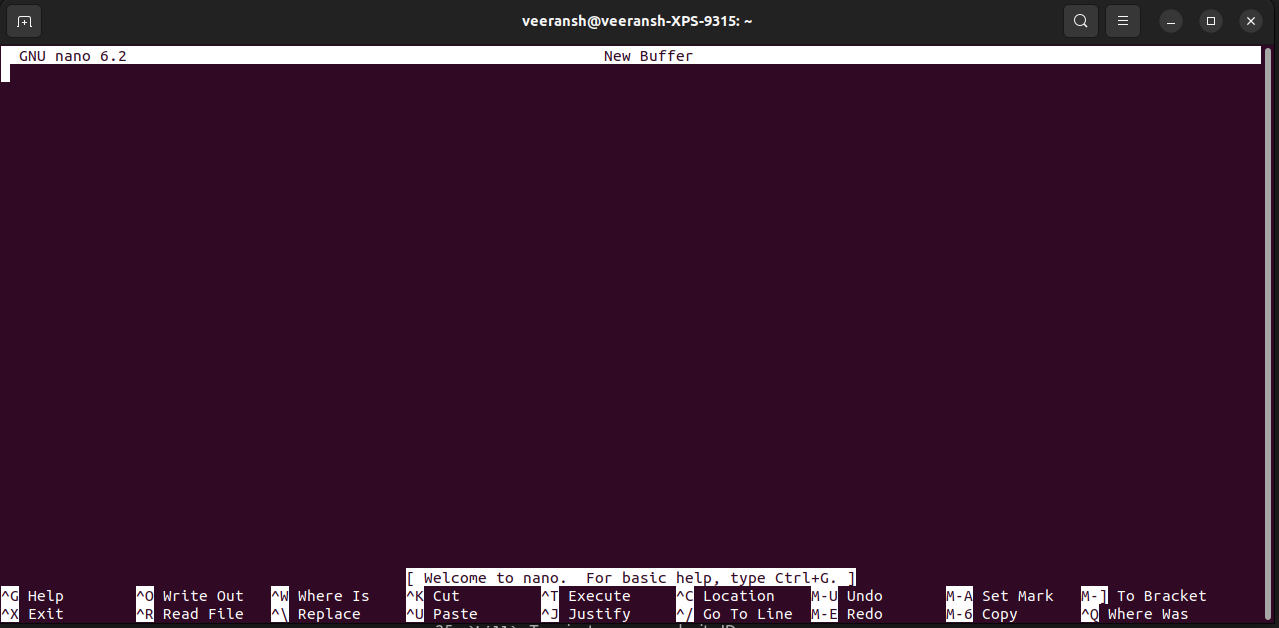 veeransh@veeransh-XPS-9315: ~
GNU nano 6.2 New Buffer
[ Welcome to nano.  For basic help, type Ctrl+G. ]
^G Help ^O Write Out ^W Where Is ^K Cut ^T Execute ^C Location M-U Undo M-A Set Mark M-] To Bracket
^X Exit ^R Read File ^\ Replace ^U Paste ^J Justify ^/ Go To Line M-E Redo M-6 Copy ^Q Where Was